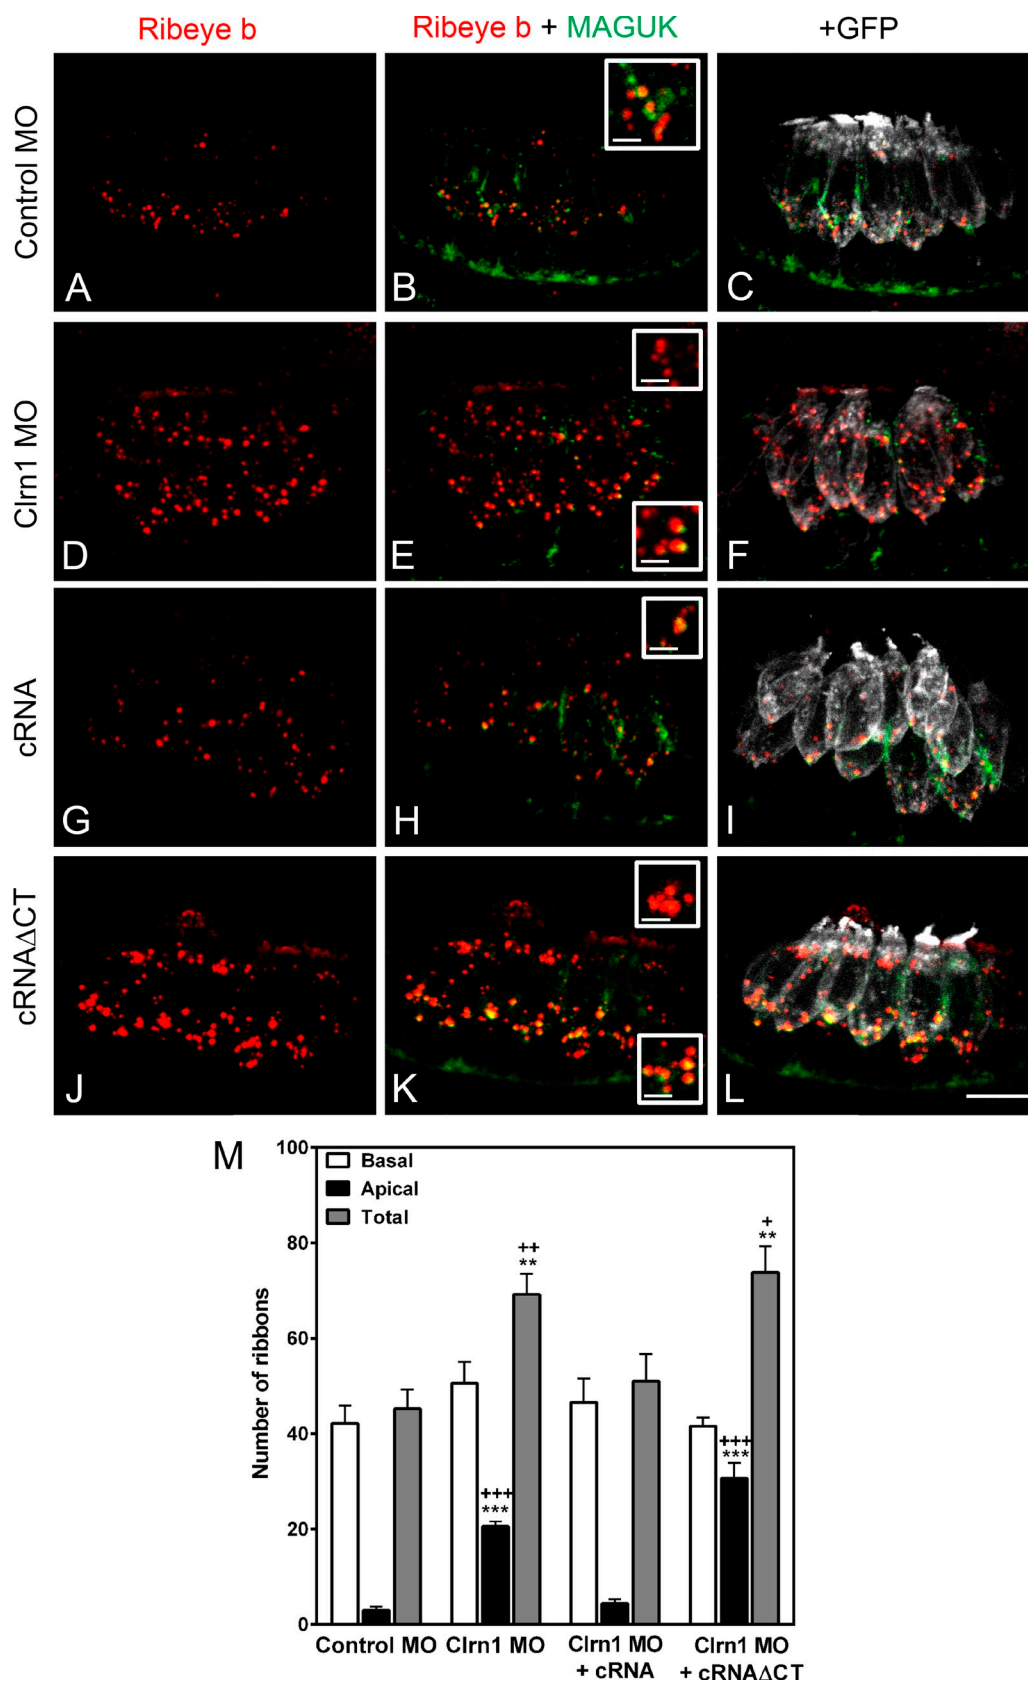 Ribeye b
Ribeye b + MAGUK
+GFP
Control MO
A
B
C
Clrn1 MO
D
E
F
cRNA
G
H
I
cRNAΔCT
J
K
L
M
100
80
60
40
20
0
Number of ribbons
Basal
Apical
Total
+++
***
++
**
+++
***
+
**
Control MO
Clrn1 MO
Clrn1 MO
+ cRNA
Clrn1 MO
+ cRNAΔCT